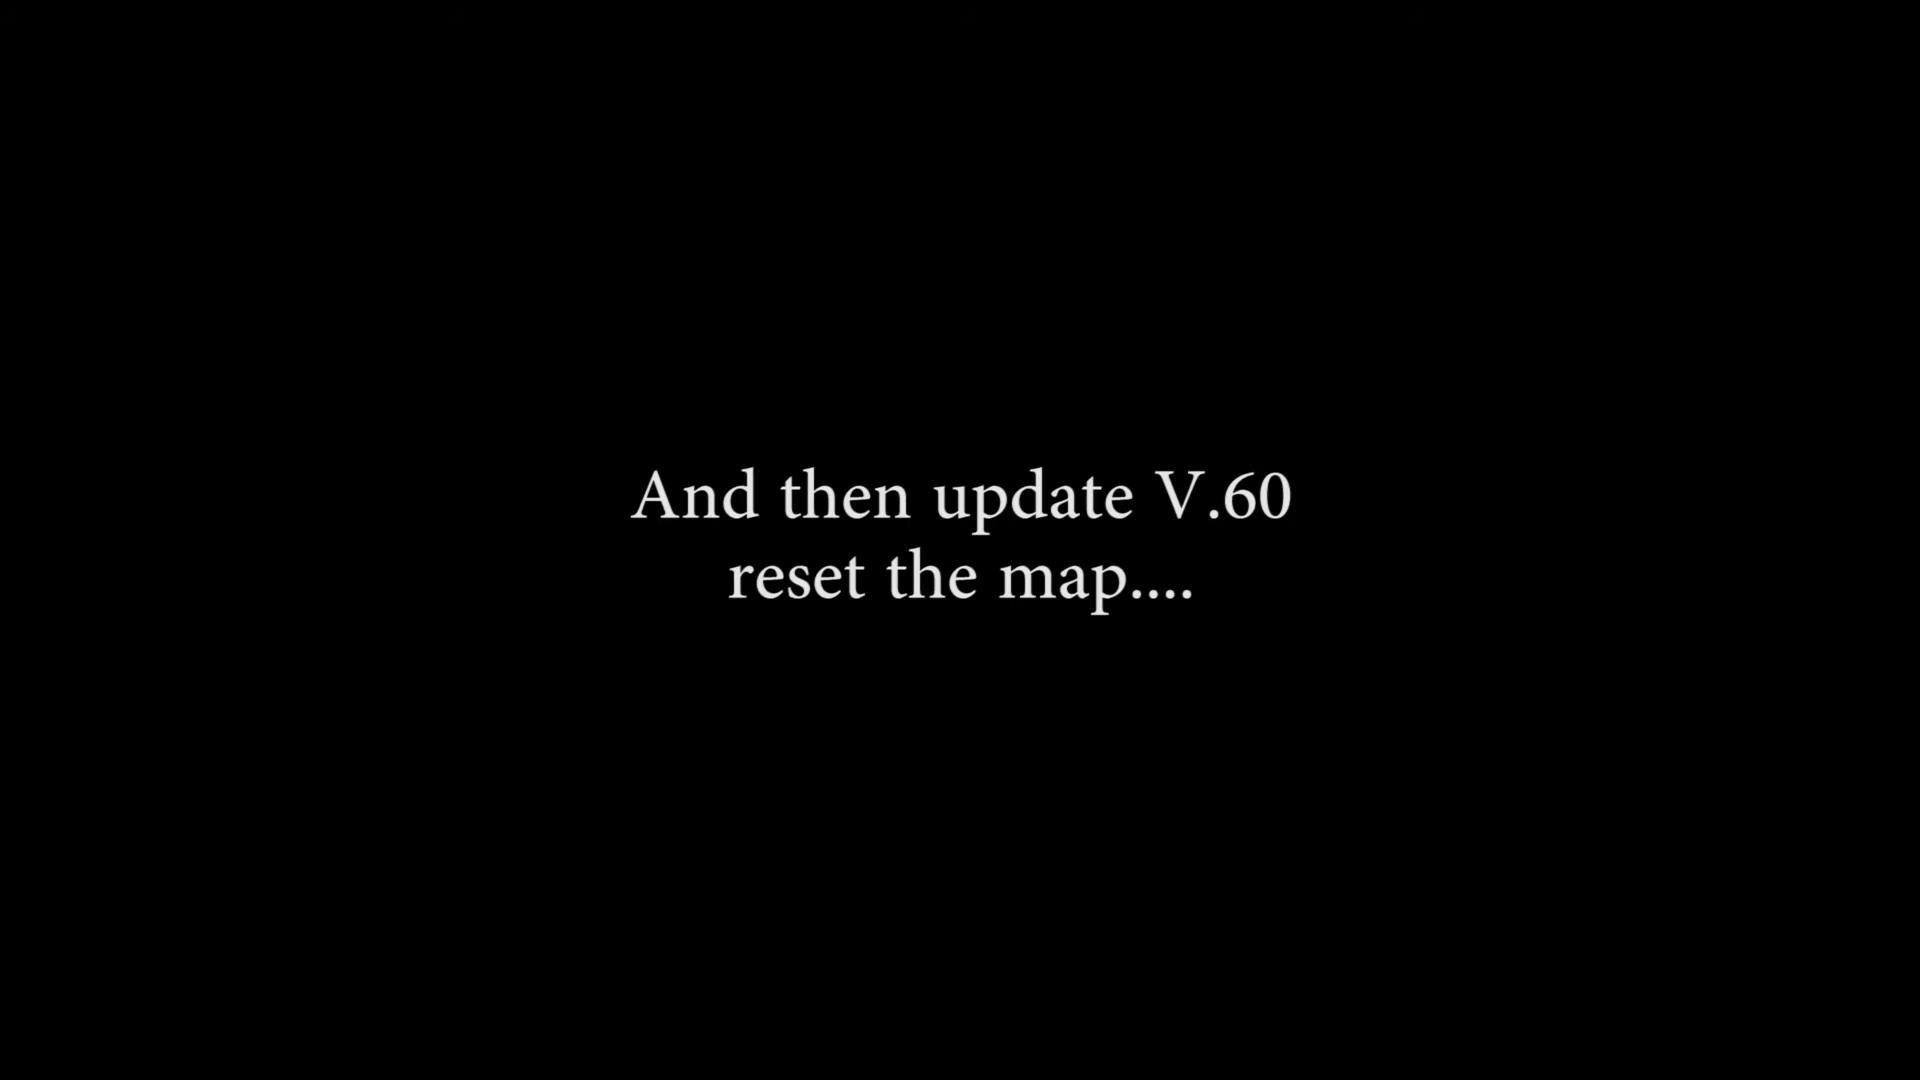 And then update V.60
reset the map....